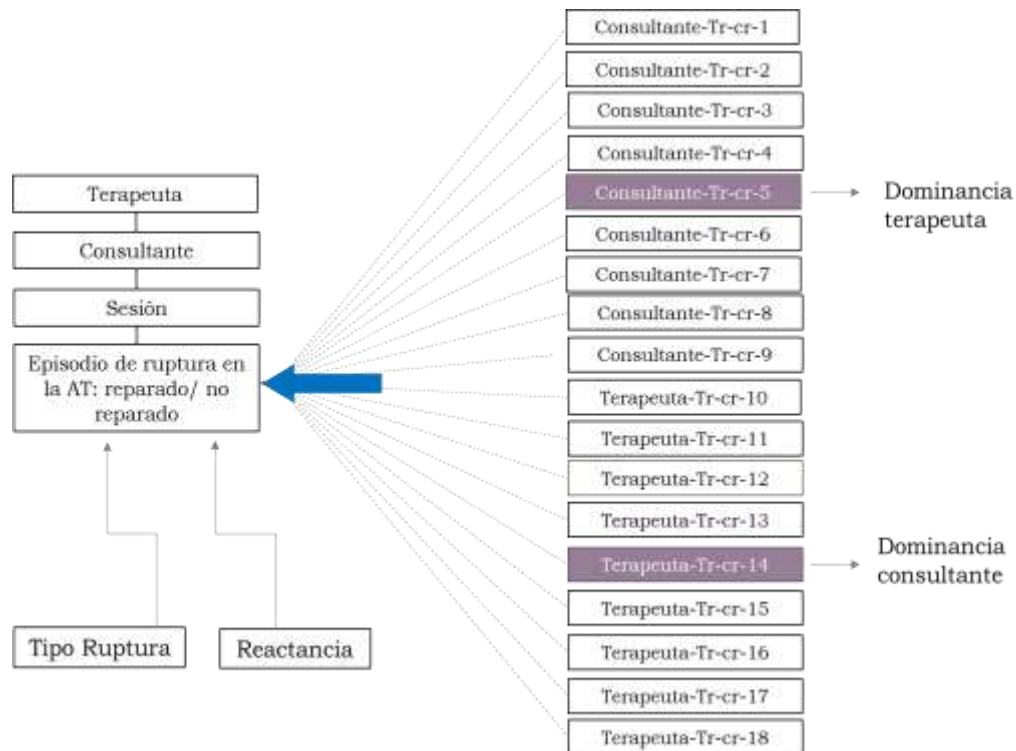 Terapeuta
Consultante
Sesión
Episodio de ruptura en
la AT: reparado/ no
reparado
Tipo Ruptura
Reactancia
Consultante-Tr-cr-1
Consultante-Tr-cr-2
Consultante-Tr-cr-3
Consultante-Tr-cr-4
Consultante-Tr-cr-5
Consultante-Tr-cr-6
Consultante-Tr-cr-7
Consultante-Tr-cr-8
Consultante-Tr-cr-9
Terapeuta-Tr-cr-10
Terapeuta-Tr-cr-11
Terapeuta-Tr-cr-12
Terapeuta-Tr-cr-13
Terapeuta-Tr-cr-14
Terapeuta-Tr-cr-15
Terapeuta-Tr-cr-16
Terapeuta-Tr-cr-17
Terapeuta-Tr-cr-18
Dominancia
terapeuta
Dominancia
consultante